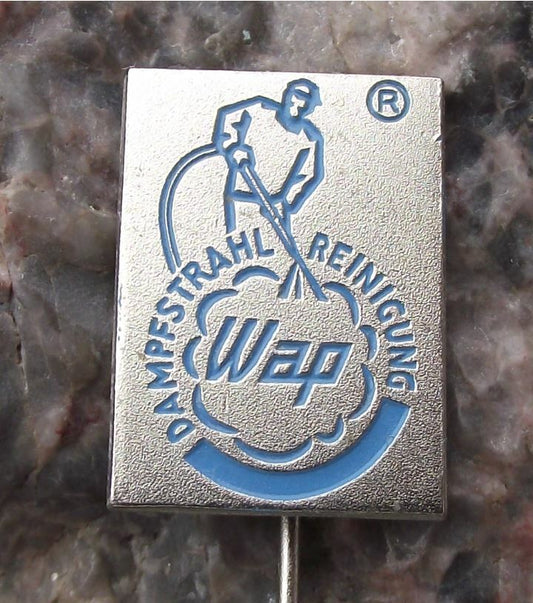 ®
DAMPFSTRAHL REINIGUNG
Wap